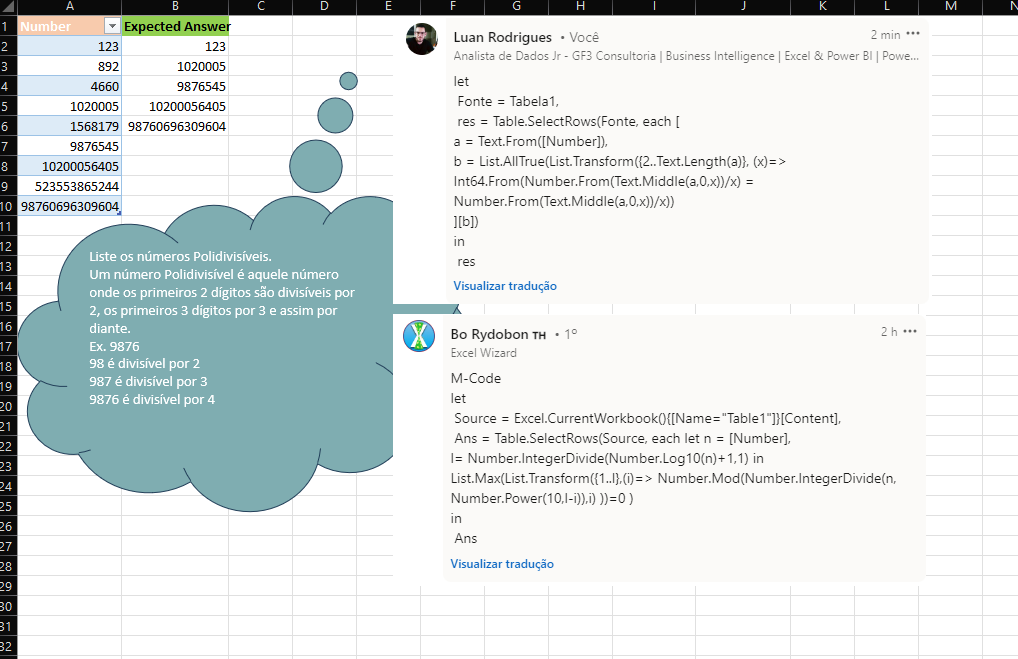 A B C D E F G H I J K L M N
1 Number Expected Answer
2 123 123
3 892 1020005
4 4660 9876545
5 1020005 10200056405
6 1568179 98760696309604
7 9876545
8 10200056405
9 523553865244
10 98760696309604
11
12
13
14
15
16
17
18
19
20
21
22
23
24
25
26
27
28
29
30
31
32
Liste os números Polidivisíveis.
Um número Polidivisível é aquele número
onde os primeiros 2 dígitos são divisíveis por
2, os primeiros 3 dígitos por 3 e assim por
diante.
Ex. 9876
98 é divisível por 2
987 é divisível por 3
9876 é divisível por 4
Luan Rodrigues • Você 2 min •••
Analista de Dados Jr - GF3 Consultoria | Business Intelligence | Excel & Power BI | Powe...
let
Fonte = Tabela1,
res = Table.SelectRows(Fonte, each [
a = Text.From([Number]),
b = List.AllTrue(List.Transform({2..Text.Length(a)}, (x)=>
Int64.From(Number.From(Text.Middle(a,0,x))/x) =
Number.From(Text.Middle(a,0,x))/x))
][b])
in
res
Visualizar tradução
Bo Rydobon TH • 1º 2 h •••
Excel Wizard
M-Code
let
Source = Excel.CurrentWorkbook(){[Name="Table1"]}[Content],
Ans = Table.SelectRows(Source, each let n = [Number],
l= Number.IntegerDivide(Number.Log10(n)+1,1) in
List.Max(List.Transform({1..l},(i)=> Number.Mod(Number.IntegerDivide(n,
Number.Power(10,l-i)),i) ))=0 )
in
Ans
Visualizar tradução